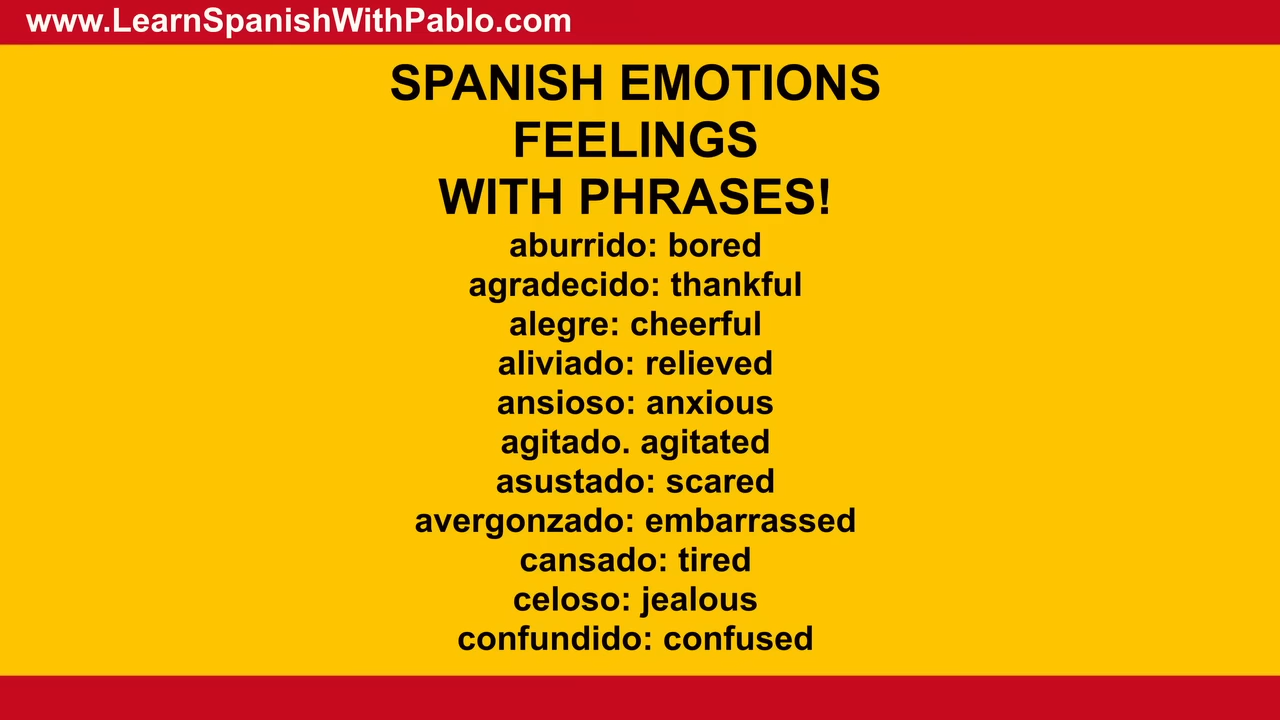 www.LearnSpanishWithPablo.com
SPANISH EMOTIONS
FEELINGS
WITH PHRASES!
aburrido: bored
agradecido: thankful
alegre: cheerful
aliviado: relieved
ansioso: anxious
agitado. agitated
asustado: scared
avergonzado: embarrassed
cansado: tired
celoso: jealous
confundido: confused